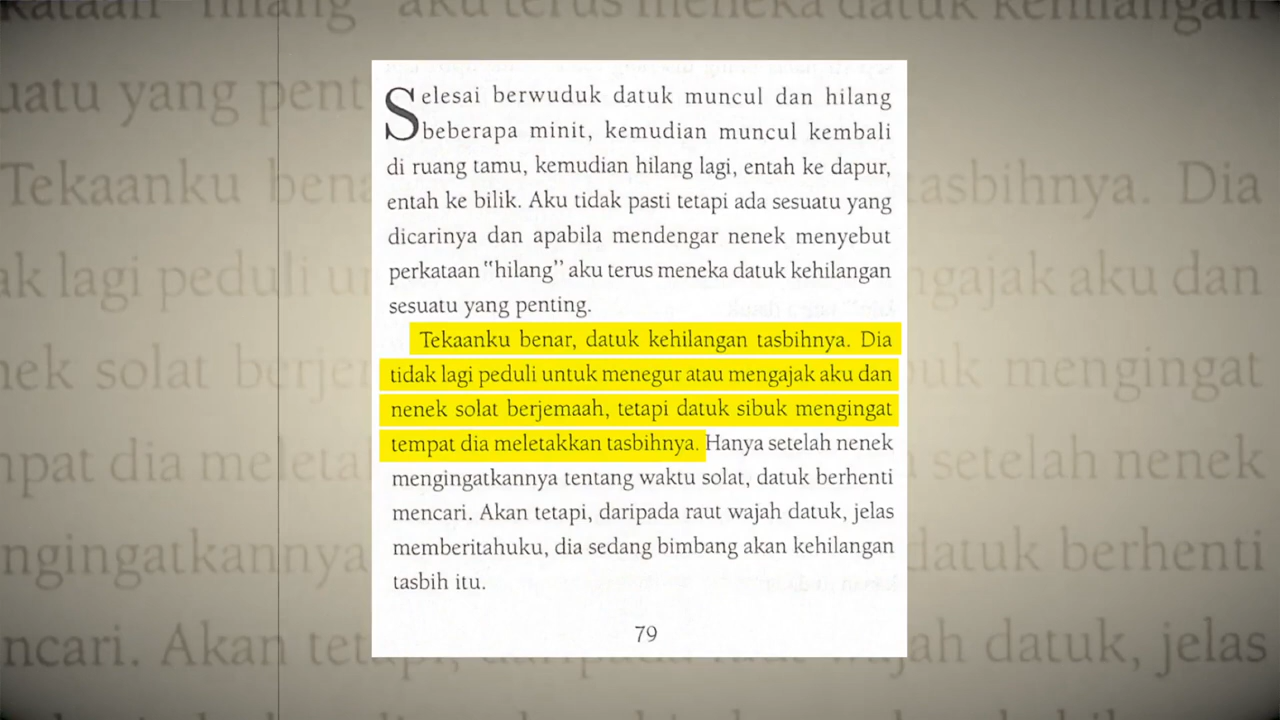 Selesai berwuduk datuk muncul dan hilang
beberapa minit, kemudian muncul kembali
di ruang tamu, kemudian hilang lagi, entah ke dapur,
entah ke bilik. Aku tidak pasti tetapi ada sesuatu yang
dicarinya dan apabila mendengar nenek menyebut
perkataan "hilang" aku terus meneka datuk kehilangan
sesuatu yang penting.
Tekaanku benar, datuk kehilangan tasbihnya. Dia
tidak lagi peduli untuk menegur atau mengajak aku dan
nenek solat berjemaah, tetapi datuk sibuk mengingat
tempat dia meletakkan tasbihnya. Hanya setelah nenek
mengingatkannya tentang waktu solat, datuk berhenti
mencari. Akan tetapi, daripada raut wajah datuk, jelas
memberitahuku, dia sedang bimbang akan kehilangan
tasbih itu.
79